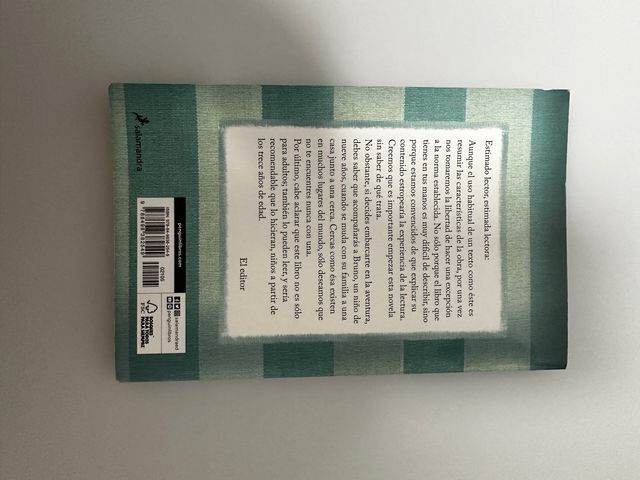 Estimado lector, estimada lectora:
Aunque el uso habitual de un texto como éste es
resumir las características de la obra, por una vez
nos tomaremos la libertad de hacer una excepción
a la norma establecida. No sólo porque el libro que
tienes en tus manos es muy difícil de describir, sino
porque estamos convencidos de que explicar su
contenido estropearía la experiencia de la lectura.
Creemos que es importante empezar esta novela
sin saber de qué trata.
No obstante, si decides embarcarte en la aventura,
debes saber que acompañarás a Bruno, un niño de
nueve años, cuando se muda con su familia a una
casa junto a una cerca. Cercas como ésa existen
en muchos lugares del mundo, sólo deseamos que
no te encuentres nunca con una.
Por último, cabe aclarar que este libro no es sólo
para adultos; también lo pueden leer, y sería
recomendable que lo hicieran, niños a partir de
los trece años de edad.
El editor
salamandra
penguinlibros.com
salamandraed
penguinlibros